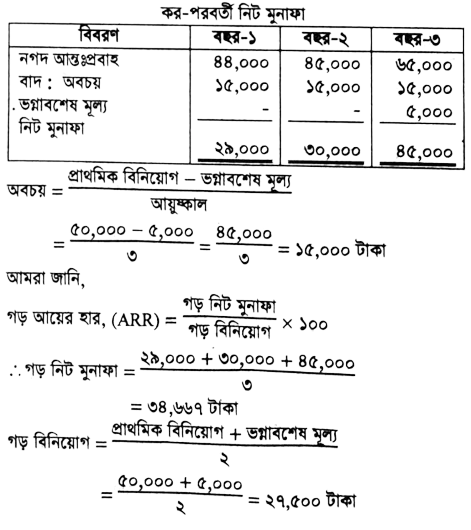 কর-পরবর্তী নিট মুনাফা
বিবরণ বছর-১ বছর-২ বছর-৩
নগদ আন্তঃপ্রবাহ ৪৪,০০০ ৪৫,০০০ ৬৫,০০০
বাদ : অবচয় ১৫,০০০ ১৫,০০০ ১৫,০০০
ভগ্নাবশেষ মূল্য - - ৫,০০০
নিট মুনাফা
২৯,০০০ ৩০,০০০ ৪৫,০০০
অবচয় = প্রাথমিক বিনিয়োগ − ভগ্নাবশেষ মূল্য / আয়ুষ্কাল
= ৫০,০০০ − ৫,০০০ / ৩ = ৪৫,০০০ / ৩ = ১৫,০০০ টাকা
আমরা জানি,
গড় আয়ের হার, (ARR) = গড় নিট মুনাফা / গড় বিনিয়োগ × ১০০
∴ গড় নিট মুনাফা = ২৯,০০০ + ৩০,০০০ + ৪৫,০০০ / ৩
= ৩৪,৬৬৭ টাকা
গড় বিনিয়োগ = প্রাথমিক বিনিয়োগ + ভগ্নাবশেষ মূল্য / ২
= ৫০,০০০ + ৫,০০০ / ২ = ২৭,৫০০ টাকা